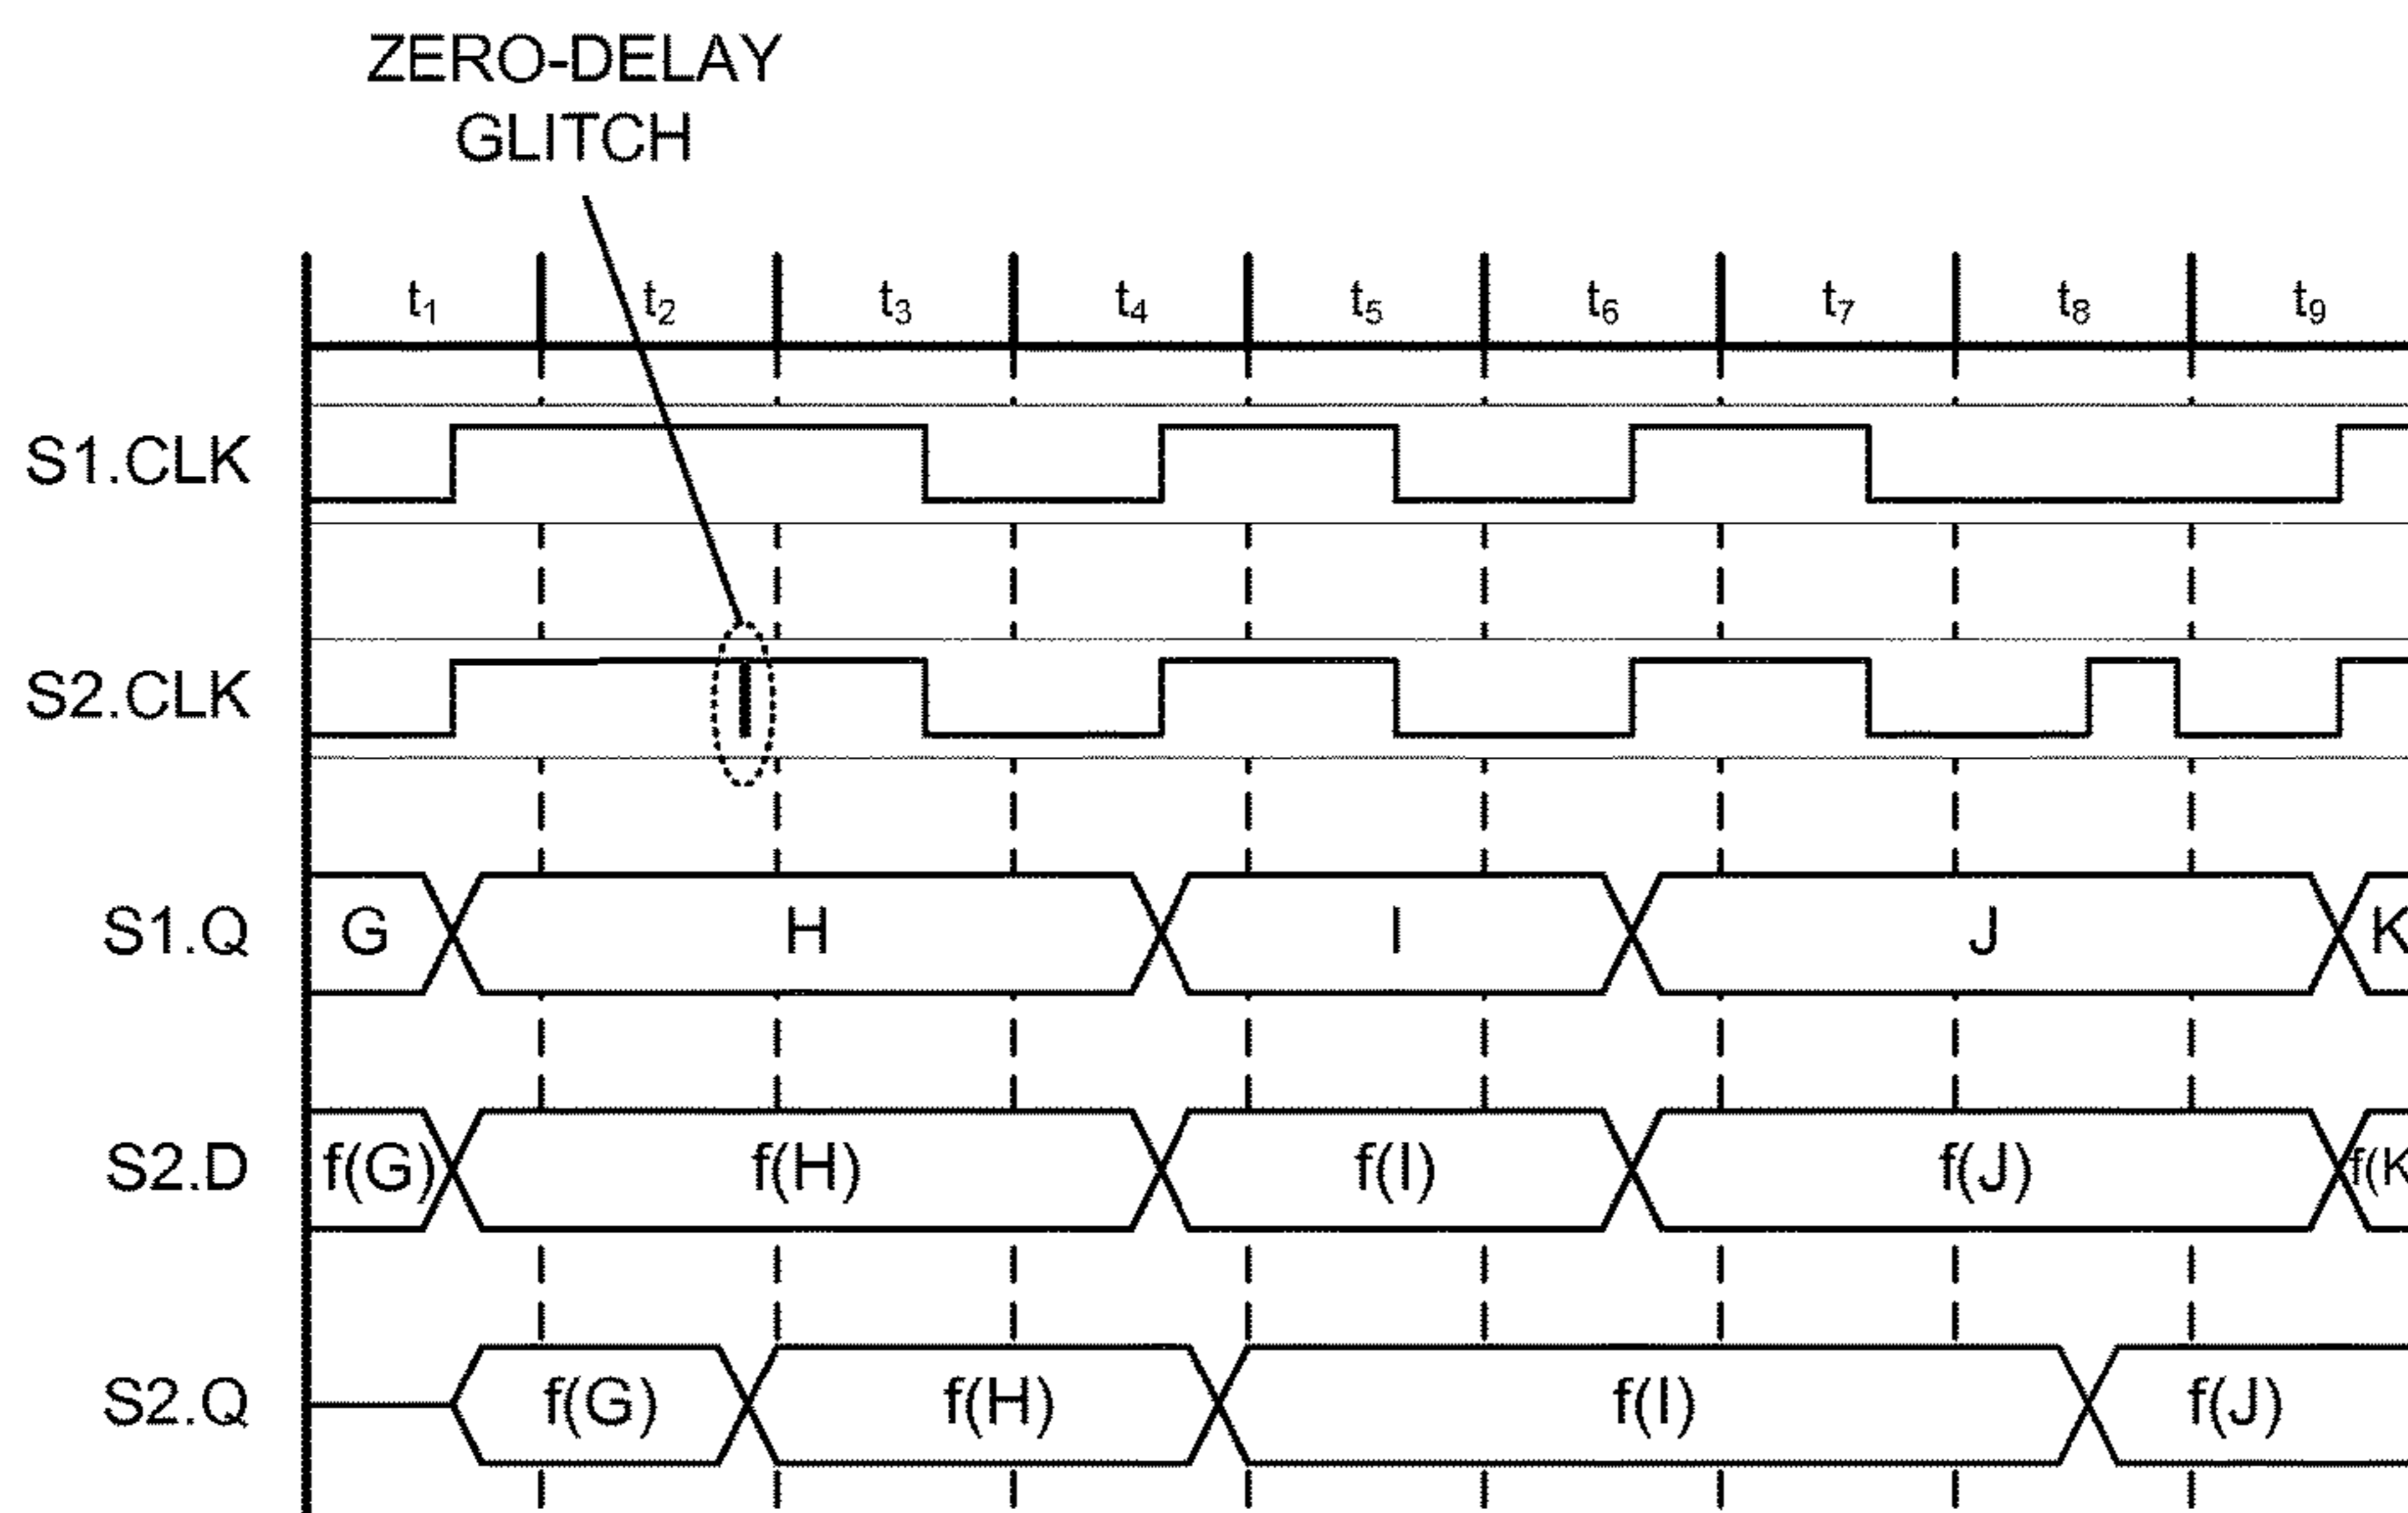 ZERO-DELAY
GLITCH
t1 t2 t3 t4 t5 t6 t7 t8 t9
S1.CLK
S2.CLK
S1.Q G H I J K
S2.D f(G) f(H) f(I) f(J) f(K
S2.Q f(G) f(H) f(I) f(J)